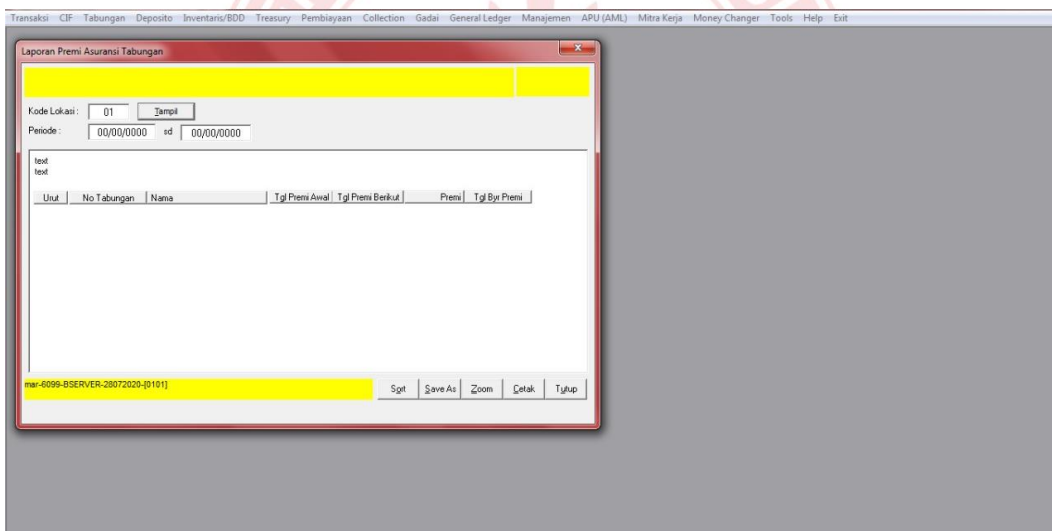 Transaksi CIF Tabungan Deposito Inventaris/BDD Treasury Pembiayaan Collection Gadai General Ledger Manajemen APU (AML) Mitra Kerja Money Changer Tools Help Exit
Laporan Premi Asuransi Tabungan
Kode Lokasi : 01 Tampil
Periode : 00/00/0000 sd 00/00/0000
text
text
Urut No Tabungan Nama Tgl Premi Awal Tgl Premi Berikut Premi Tgl Byr Premi
mar-6099-BSERVER-28072020-[0101] Sort Save As Zoom Cetak Tutup